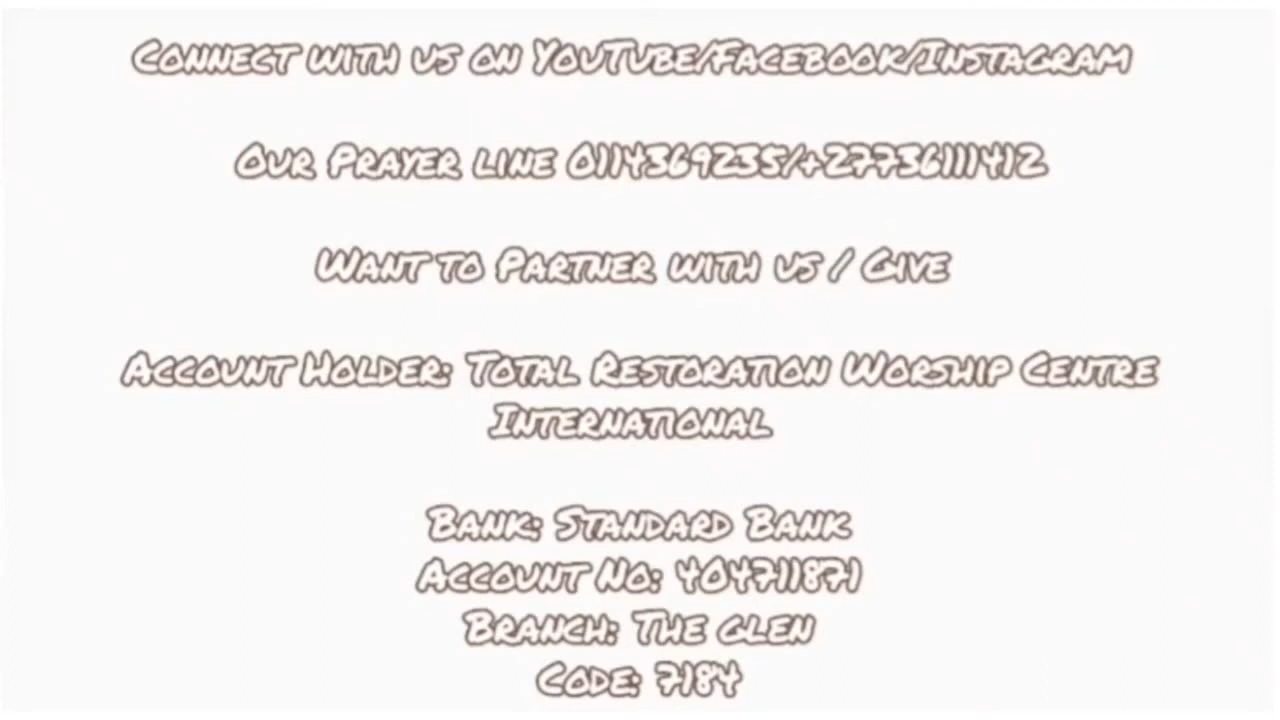 Connect with us on YouTube/Facebook/Instagram
Our Prayer line 0114369235/+27736111412
Want to Partner with us / Give
Account Holder: Total Restoration Worship Centre
International
Bank: Standard Bank
Account No: 404711871
Branch: The glen
Code: 7184